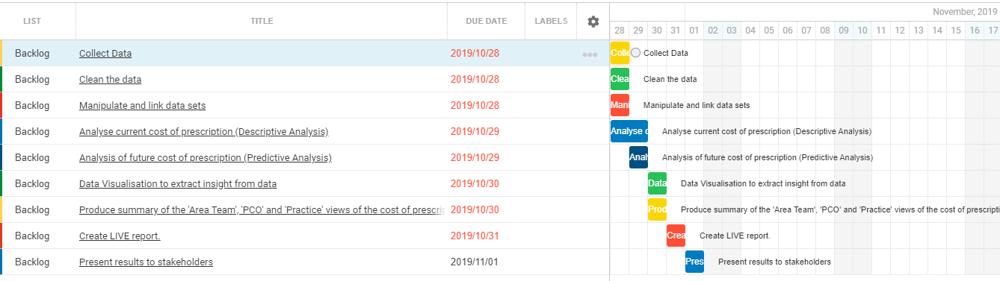 LIST TITLE DUE DATE LABELS November, 2019
28 29 30 31 01 02 03 04 05 06 07 08 09 10 11 12 13 14 15 16 17
Backlog Collect Data 2019/10/28 Colle Collect Data
Backlog Clean the data 2019/10/28 Clea Clean the data
Backlog Manipulate and link data sets 2019/10/28 Mani Manipulate and link data sets
Backlog Analyse current cost of prescription (Descriptive Analysis) 2019/10/29 Analyse c Analyse current cost of prescription (Descriptive Analysis)
Backlog Analysis of future cost of prescription (Predictive Analysis) 2019/10/29 Anal Analysis of future cost of prescription (Predictive Analysis)
Backlog Data Visualisation to extract insight from data 2019/10/30 Data Data Visualisation to extract insight from data
Backlog Produce summary of the 'Area Team', 'PCO' and 'Practice' views of the cost of prescrip 2019/10/30 Prod Produce summary of the 'Area Team', 'PCO' and 'Practice' views of the cost of prescripti
Backlog Create LIVE report. 2019/10/31 Crea Create LIVE report.
Backlog Present results to stakeholders 2019/11/01 Pres Present results to stakeholders